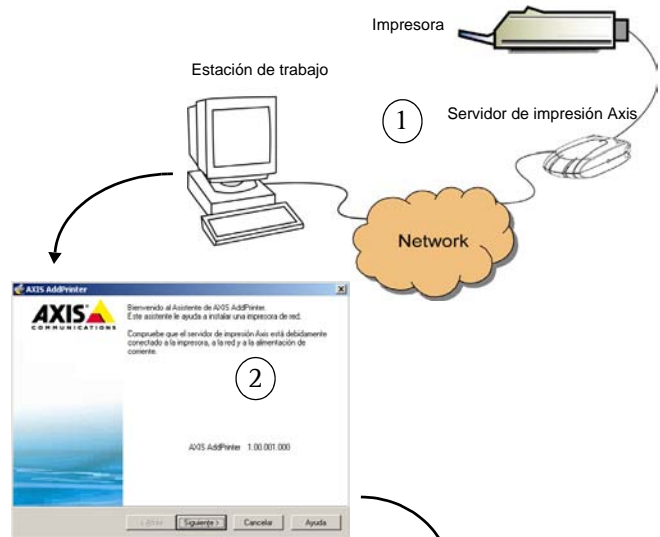 Impresora
Estación de trabajo
1
Servidor de impresión Axis
Network
AXIS AddPrinter
AXIS
COMMUNICATIONS
Bienvenido al Asistente de AXIS AddPrinter.
Este asistente le ayuda a instalar una impresora de red.
Compruebe que el servidor de impresión Axis está debidamente
conectado a la impresora, a la red y a la alimentación de
corriente.
2
AXIS AddPrinter 1.00.001.000
< Atrás
Siguiente >
Cancelar
Ayuda